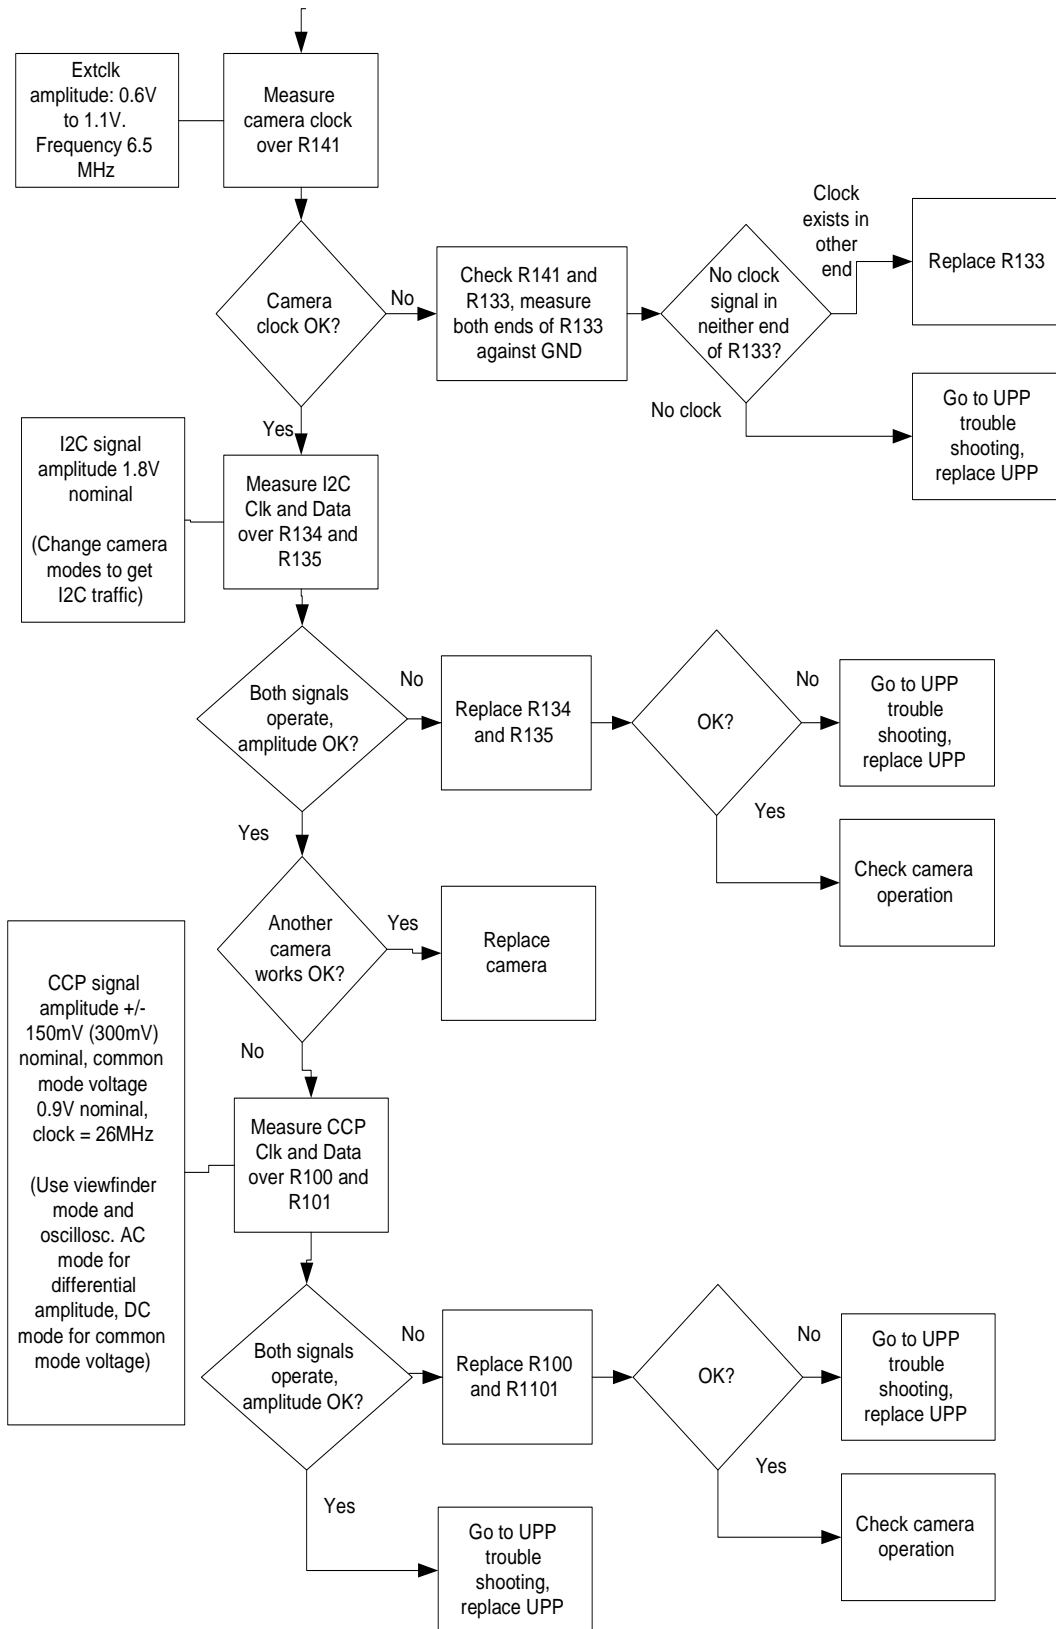 Extclk
amplitude: 0.6V
to 1.1V.
Frequency 6.5
MHz
Measure
camera clock
over R141
Camera
clock OK?
No
Check R141 and
R133, measure
both ends of R133
against GND
No clock
signal in
neither end
of R133?
Clock
exists in
other
end
Replace R133
No clock
Go to UPP
trouble
shooting,
replace UPP
Yes
I2C signal
amplitude 1.8V
nominal
(Change camera
modes to get
I2C traffic)
Measure I2C
Clk and Data
over R134 and
R135
Both signals
operate,
amplitude OK?
No
Replace R134
and R135
OK?
No
Go to UPP
trouble
shooting,
replace UPP
Yes
Check camera
operation
Yes
Another
camera
works OK?
Yes
Replace
camera
No
CCP signal
amplitude +/-
150mV (300mV)
nominal, common
mode voltage
0.9V nominal,
clock = 26MHz
(Use viewfinder
mode and
oscillosc. AC
mode for
differential
amplitude, DC
mode for common
mode voltage)
Measure CCP
Clk and Data
over R100 and
R101
Both signals
operate,
amplitude OK?
No
Replace R100
and R1101
OK?
No
Go to UPP
trouble
shooting,
replace UPP
Yes
Check camera
operation
Yes
Go to UPP
trouble
shooting,
replace UPP